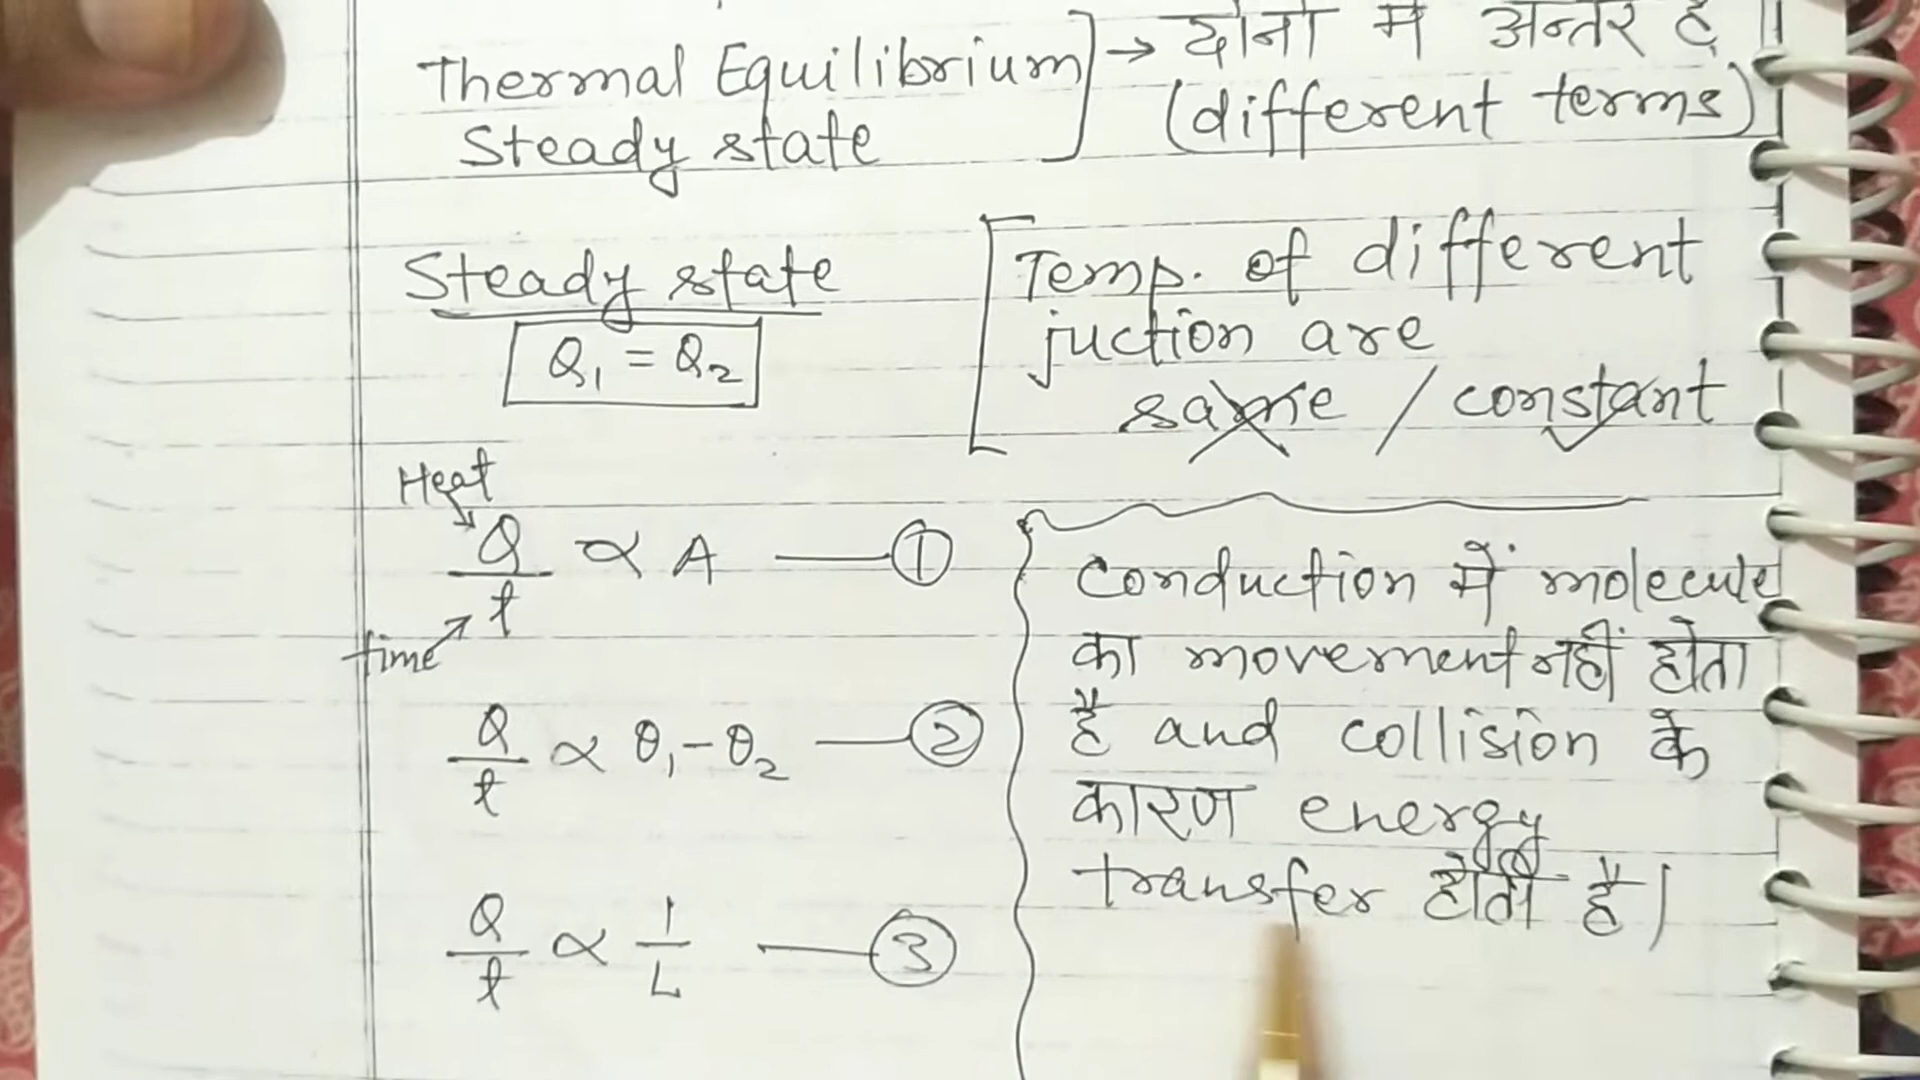 Thermal Equilibrium
Steady state
→ दोनो में अन्तर है
(different terms)
Steady state
Q₁ = Q₂
Temp. of different
juction are
same / constant
Heat
Q/t ∝ A — ①
time
Q/t ∝ θ₁-θ₂ — ②
Q/t ∝ 1/L — ③
Conduction में molecule
का movement नहीं होता
है and collision के
कारण energy
transfer होती है।